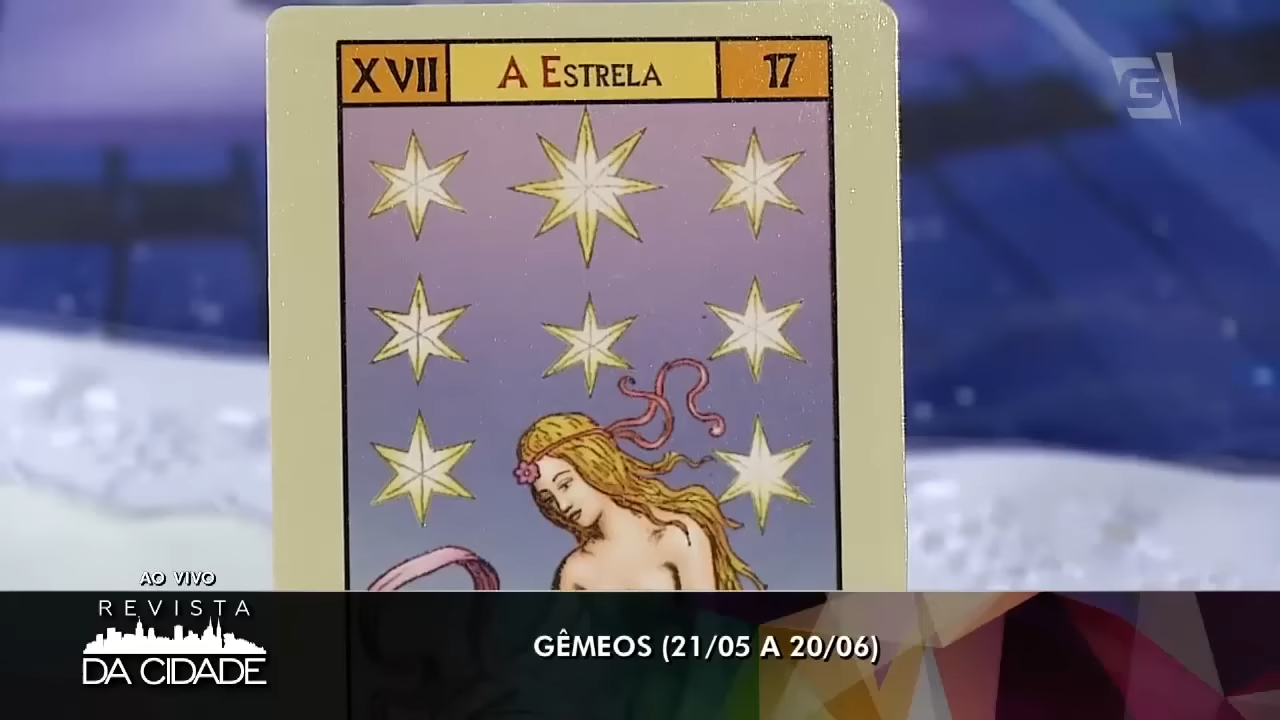 XVII A ESTRELA 17
AO VIVO
REVISTA
DA CIDADE
GÊMEOS (21/05 A 20/06)